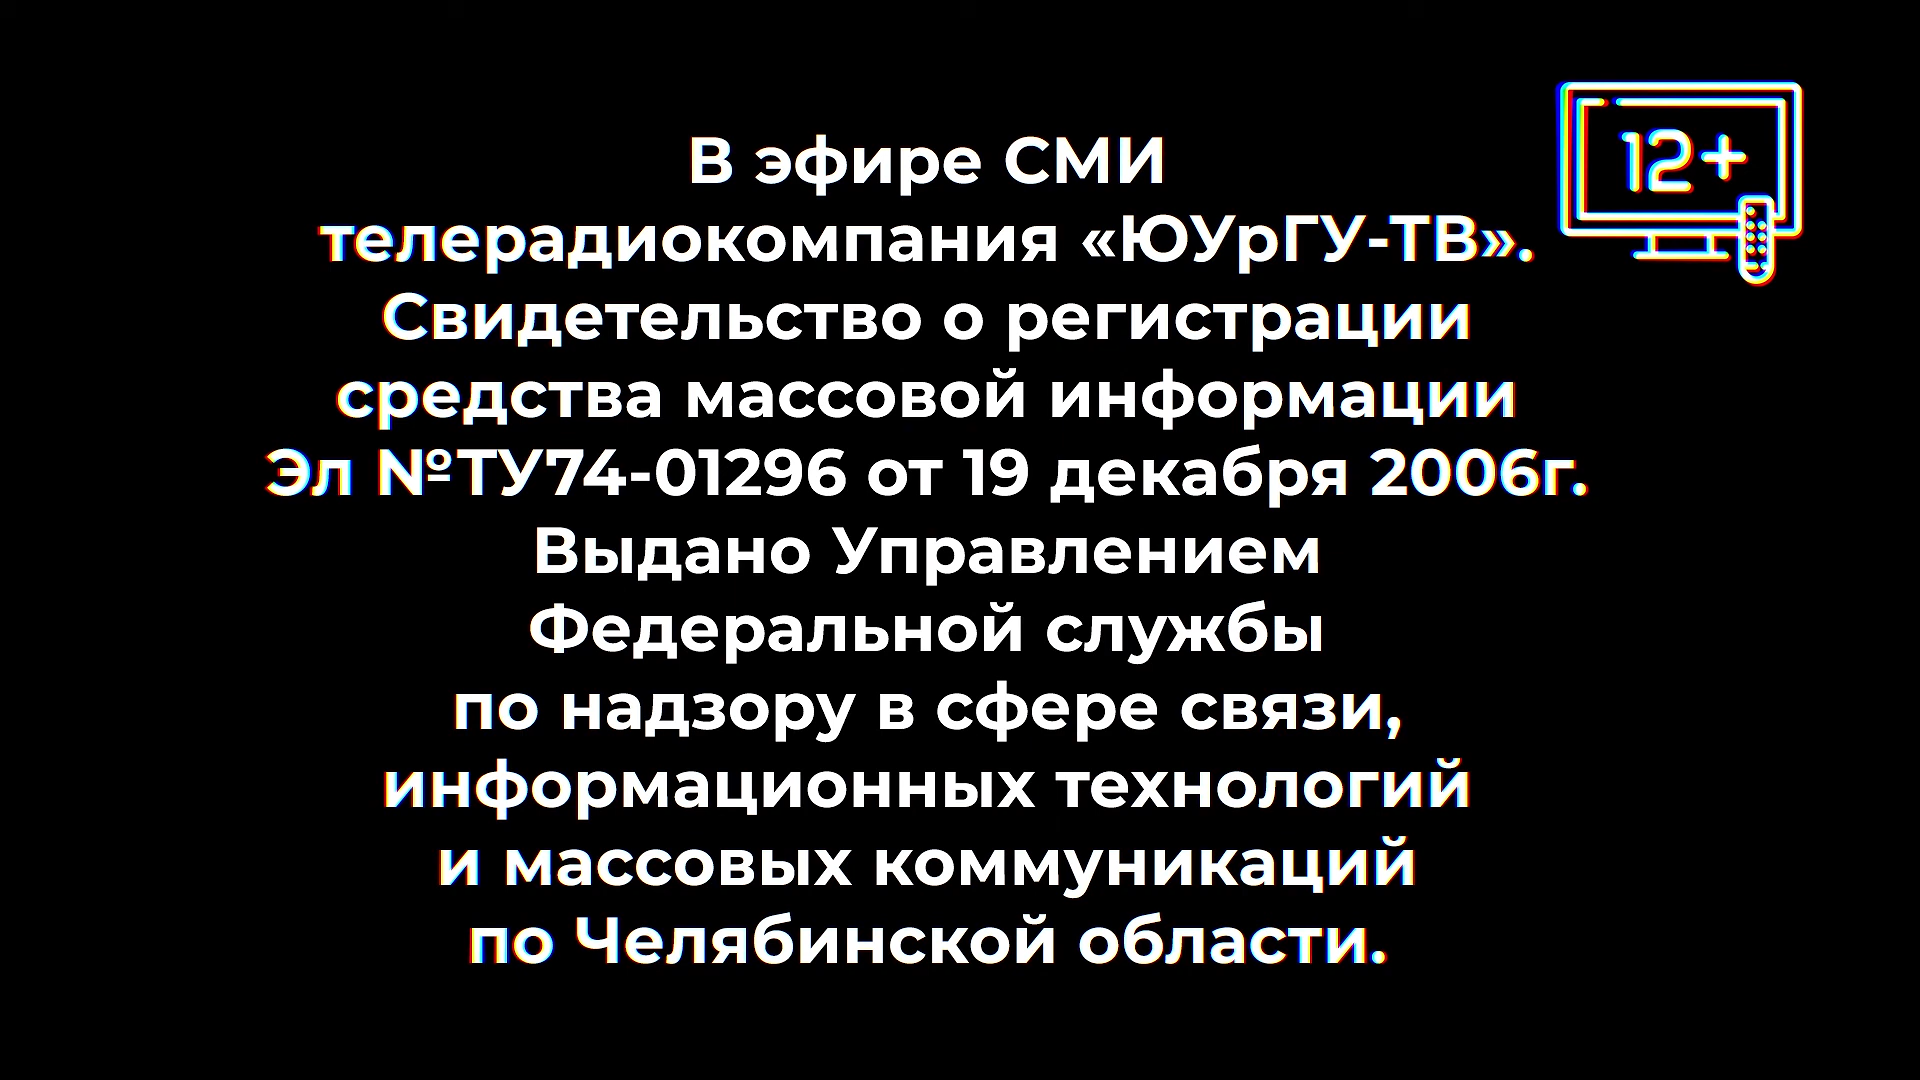 В эфире СМИ
телерадиокомпания «ЮУрГУ-ТВ».
Свидетельство о регистрации
средства массовой информации
Эл №ТУ74-01296 от 19 декабря 2006г.
Выдано Управлением
Федеральной службы
по надзору в сфере связи,
информационных технологий
и массовых коммуникаций
по Челябинской области.
12+